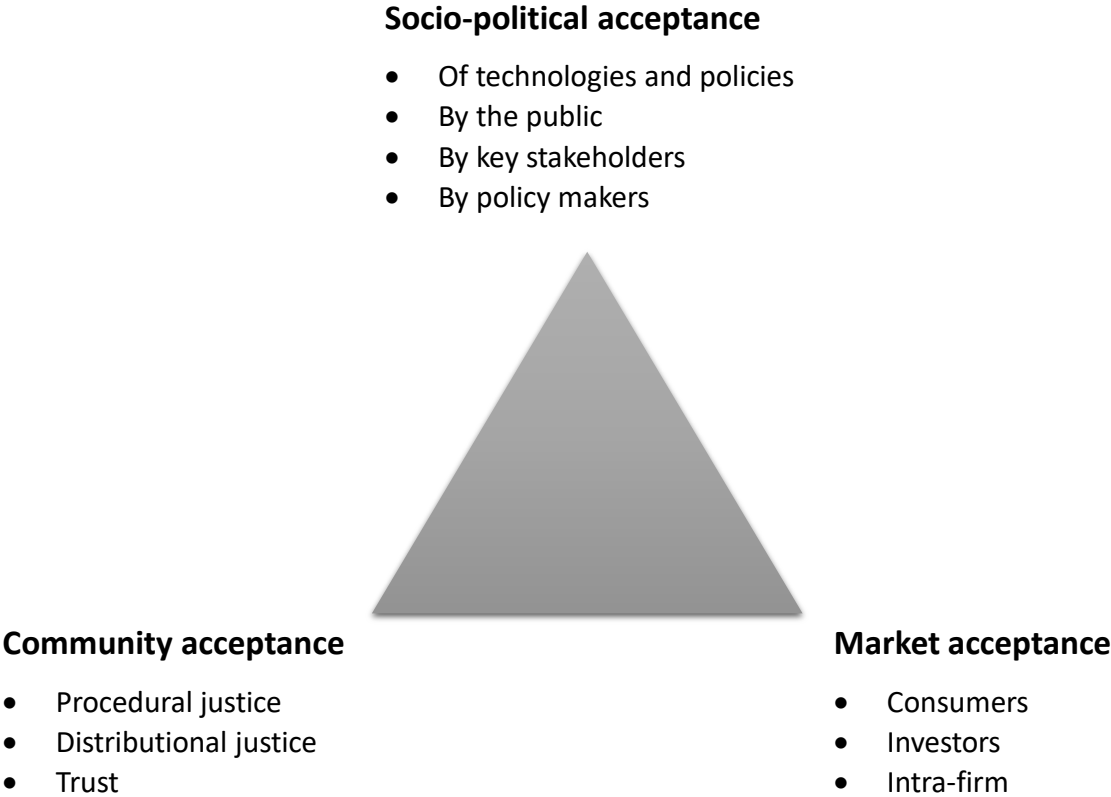 Socio-political acceptance
• Of technologies and policies
• By the public
• By key stakeholders
• By policy makers
Community acceptance
• Procedural justice
• Distributional justice
• Trust
Market acceptance
• Consumers
• Investors
• Intra-firm